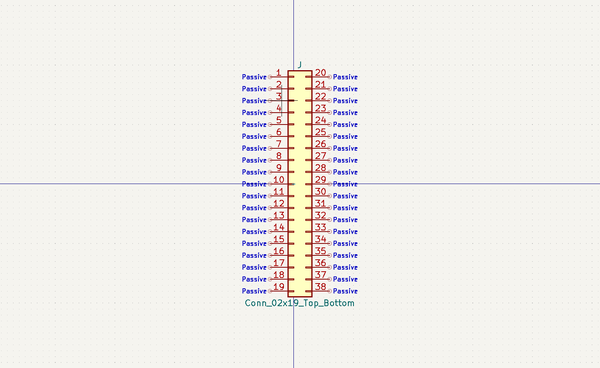 J
Passive 1 20 Passive
Passive 2 21 Passive
Passive 3 22 Passive
Passive 4 23 Passive
Passive 5 24 Passive
Passive 6 25 Passive
Passive 7 26 Passive
Passive 8 27 Passive
Passive 9 28 Passive
Passive 10 29 Passive
Passive 11 30 Passive
Passive 12 31 Passive
Passive 13 32 Passive
Passive 14 33 Passive
Passive 15 34 Passive
Passive 16 35 Passive
Passive 17 36 Passive
Passive 18 37 Passive
Passive 19 38 Passive
Conn_02x19_Top_Bottom